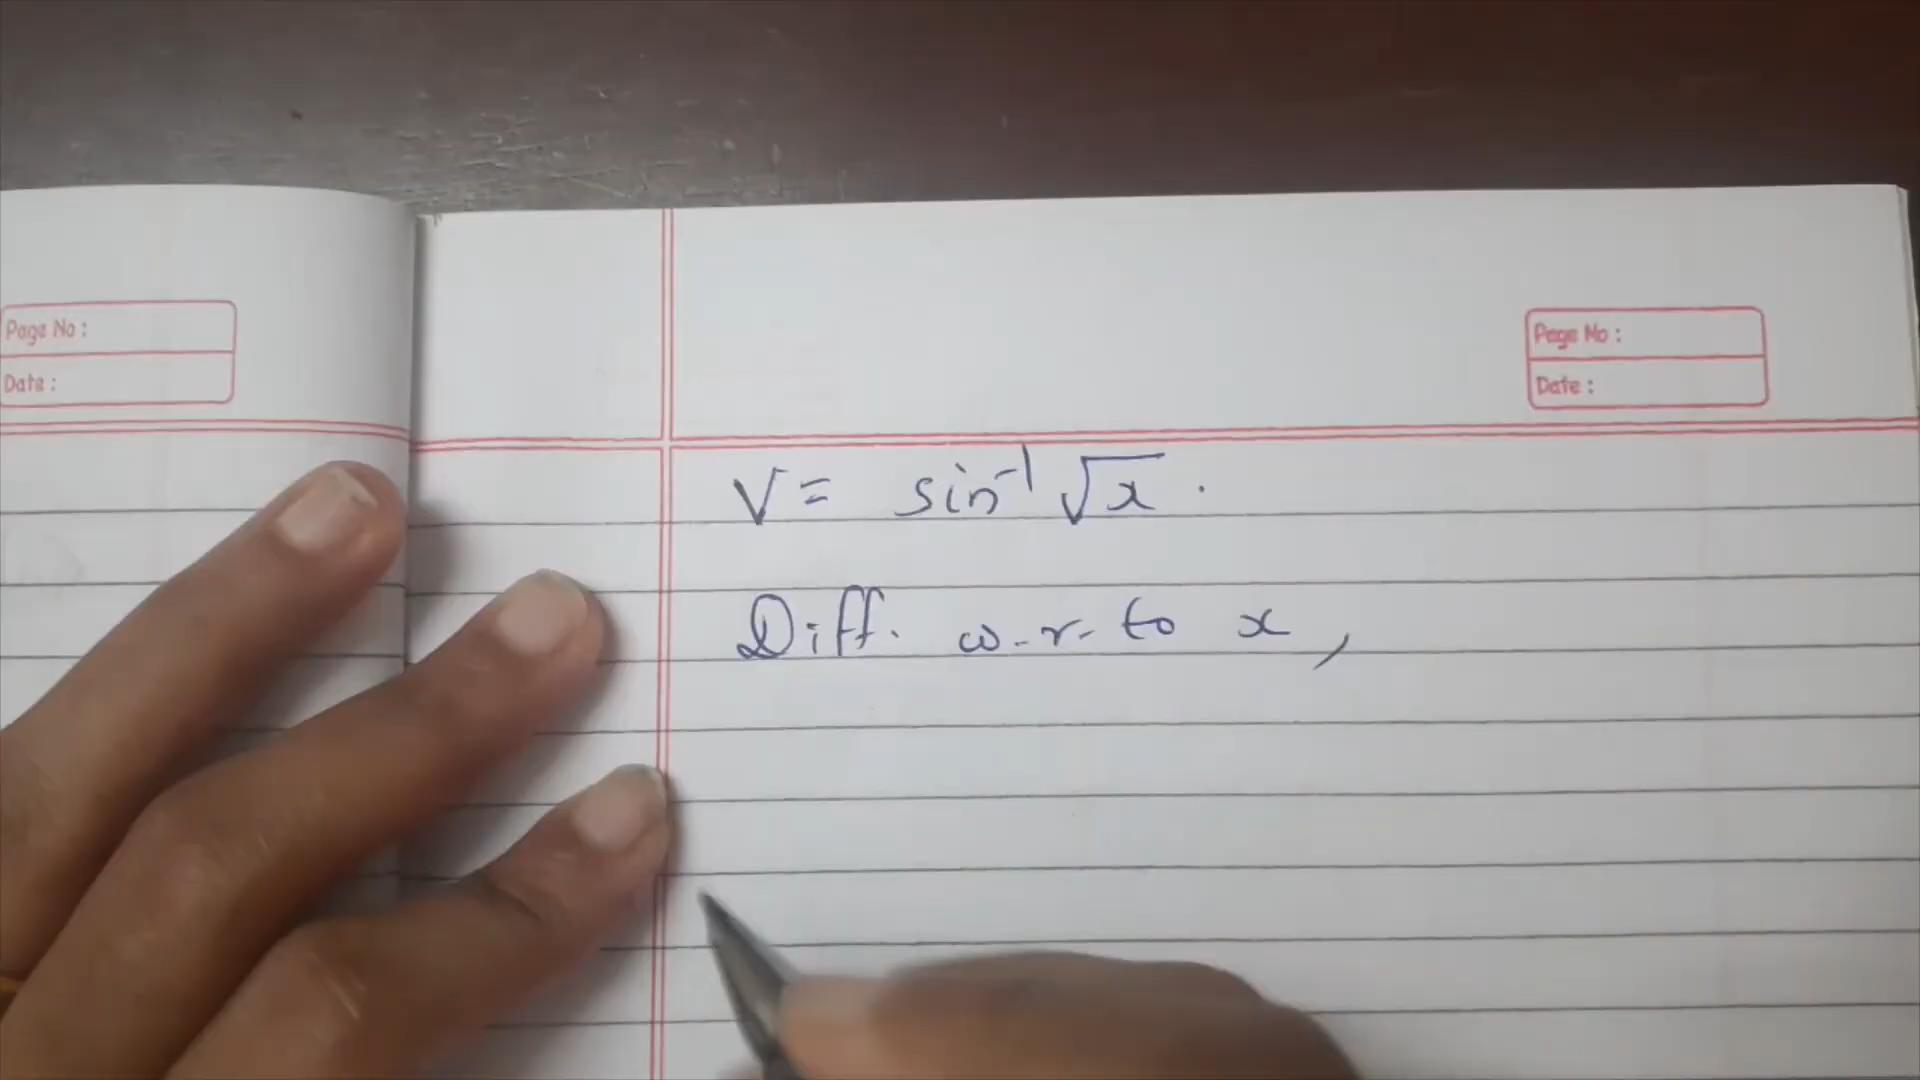 Page No :
Date :
Page No :
Date :
V = sin⁻¹ √x .
Diff. w.r. to x ,